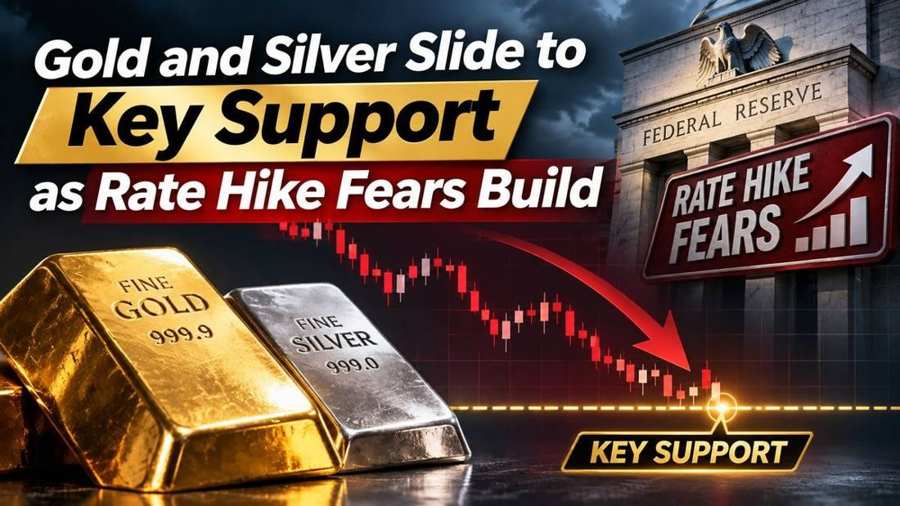 Gold and Silver Slide to
Key Support
as Rate Hike Fears Build
FEDERAL RESERVE
RATE HIKE
FEARS
FINE
GOLD
999.9
FINE
SILVER
999.0
KEY SUPPORT